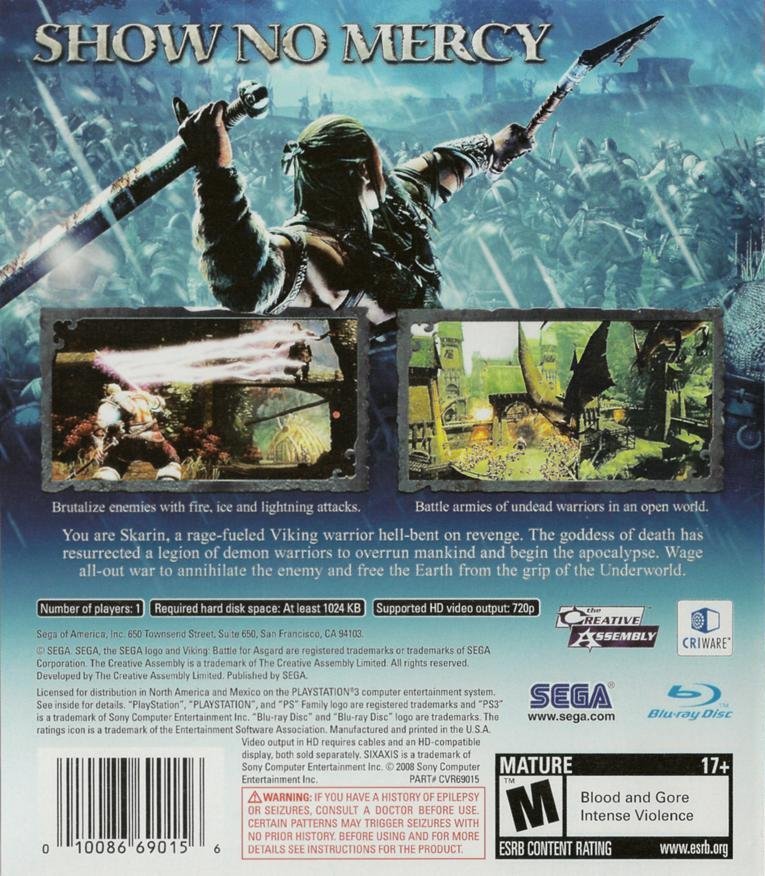 SHOW NO MERCY
Brutalize enemies with fire, ice and lightning attacks.
Battle armies of undead warriors in an open world.
You are Skarin, a rage-fueled Viking warrior hell-bent on revenge. The goddess of death has
resurrected a legion of demon warriors to overrun mankind and begin the apocalypse. Wage
all-out war to annihilate the enemy and free the Earth from the grip of the Underworld.
Number of players: 1
Required hard disk space: At least 1024 KB
Supported HD video output: 720p
the
CREATIVE
ASSEMBLY™
CRIWARE™
Sega of America, Inc. 650 Townsend Street, Suite 650, San Francisco, CA 94103.
© SEGA. SEGA, the SEGA logo and Viking: Battle for Asgard are registered trademarks or trademarks of SEGA
Corporation. The Creative Assembly is a trademark of The Creative Assembly Limited. All rights reserved.
Developed by The Creative Assembly Limited. Published by SEGA.
Licensed for distribution in North America and Mexico on the PLAYSTATION®3 computer entertainment system.
See inside for details. "PlayStation", "PLAYSTATION", and "PS" Family logo are registered trademarks and "PS3"
is a trademark of Sony Computer Entertainment Inc. "Blu-ray Disc" and "Blu-ray Disc" logo are trademarks. The
ratings icon is a trademark of the Entertainment Software Association. Manufactured and printed in the U.S.A.
Video output in HD requires cables and an HD-compatible
display, both sold separately. SIXAXIS is a trademark of
Sony Computer Entertainment Inc. © 2008 Sony Computer
Entertainment Inc. PART# CVR69015
SEGA®
www.sega.com
Blu-ray Disc™
0 10086 69015 6
WARNING: IF YOU HAVE A HISTORY OF EPILEPSY
OR SEIZURES, CONSULT A DOCTOR BEFORE USE.
CERTAIN PATTERNS MAY TRIGGER SEIZURES WITH
NO PRIOR HISTORY. BEFORE USING AND FOR MORE
DETAILS SEE INSTRUCTIONS FOR THE PRODUCT.
MATURE 17+
™
M
Blood and Gore
Intense Violence
ESRB CONTENT RATING www.esrb.org